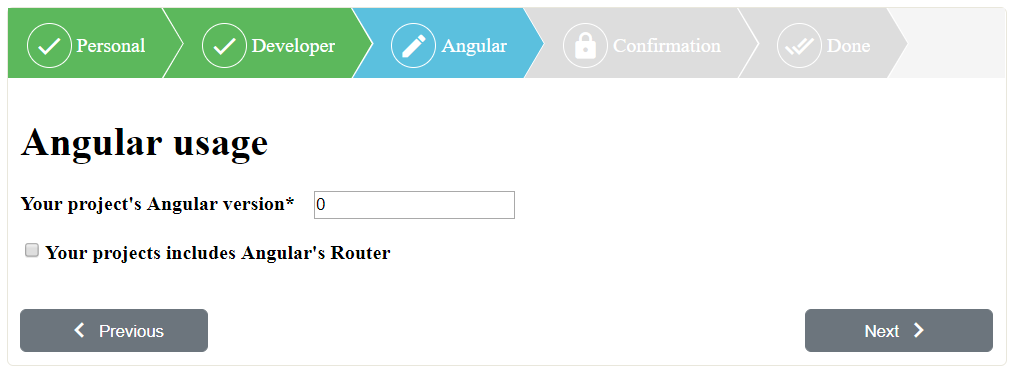 Personal Developer Angular Confirmation Done
Angular usage
Your project's Angular version* 0
Your projects includes Angular's Router
Previous Next